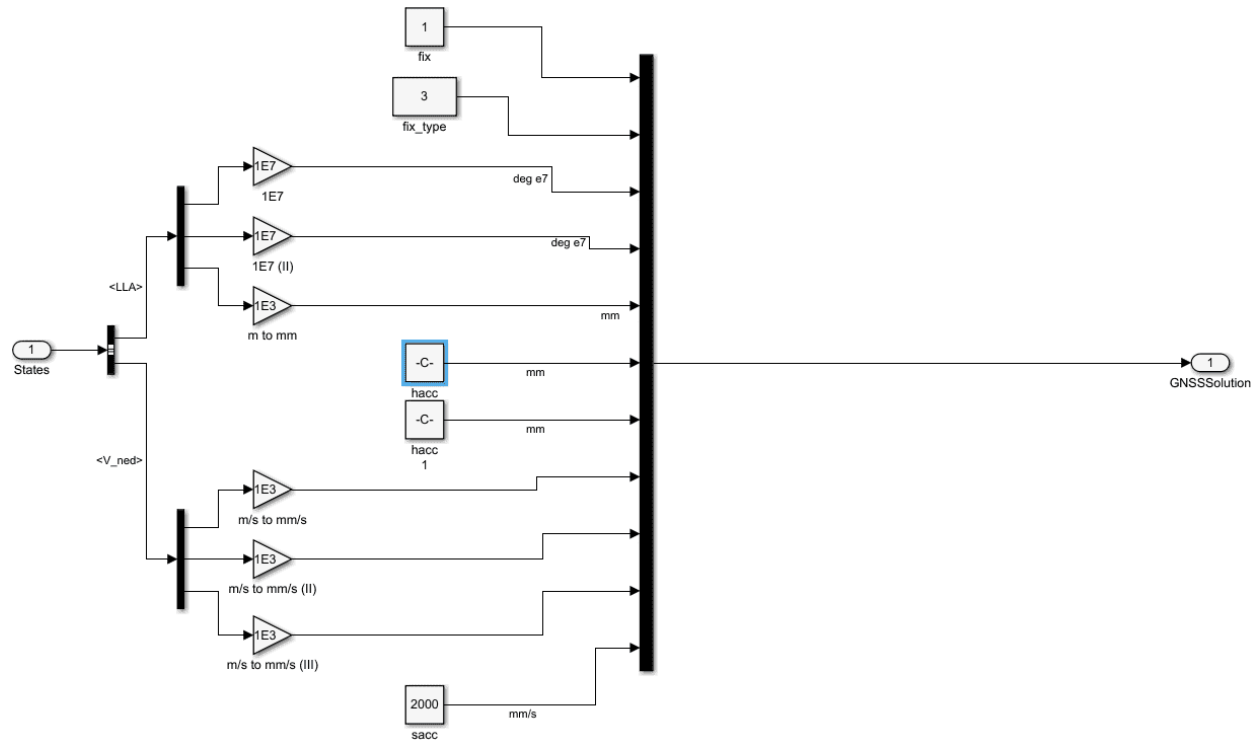 1
fix
3
fix_type
1E7
deg e7
1E7
1E7
deg e7
1E7 (II)
<LLA>
1E3
mm
m to mm
1
States
-C-
mm
hacc
1
GNSSSolution
-C-
mm
hacc
1
<V_ned>
1E3
m/s to mm/s
1E3
m/s to mm/s (II)
1E3
m/s to mm/s (III)
2000
mm/s
sacc